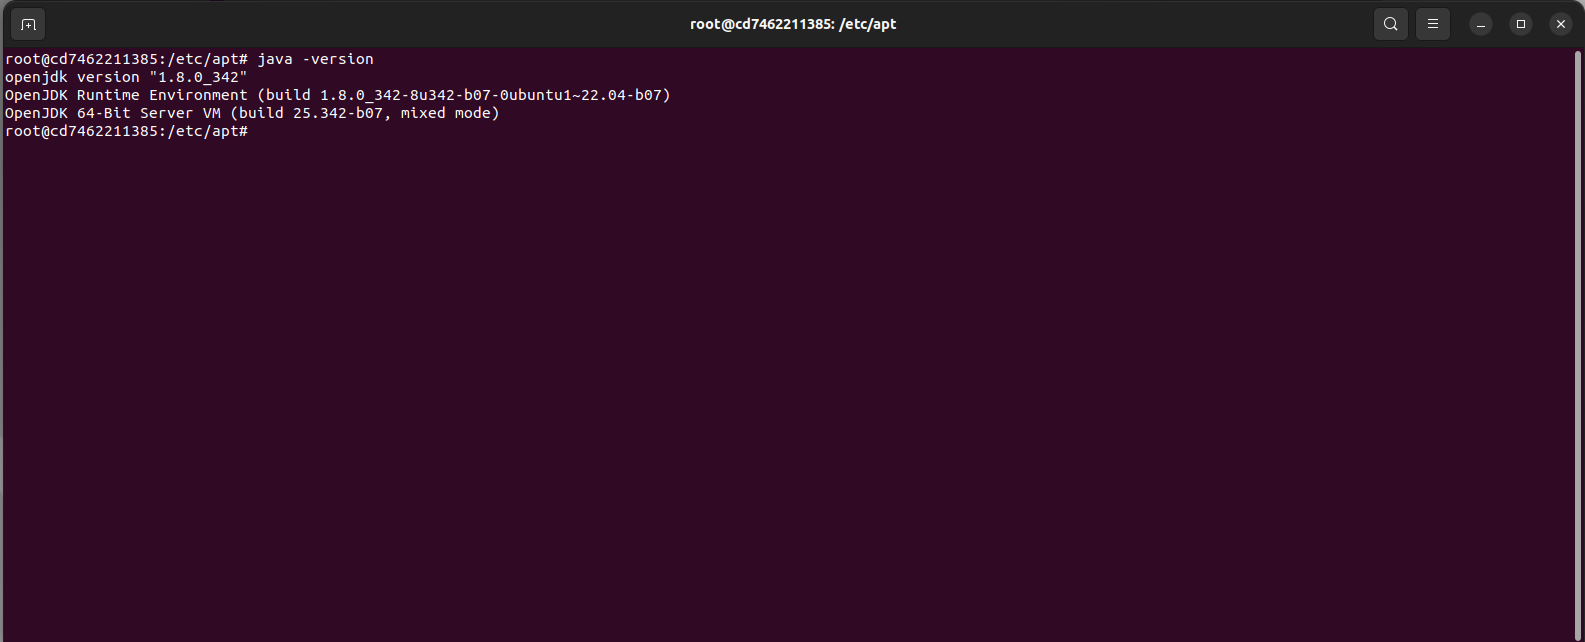 root@cd7462211385: /etc/apt
root@cd7462211385:/etc/apt# java -version
openjdk version "1.8.0_342"
OpenJDK Runtime Environment (build 1.8.0_342-8u342-b07-0ubuntu1~22.04-b07)
OpenJDK 64-Bit Server VM (build 25.342-b07, mixed mode)
root@cd7462211385:/etc/apt#